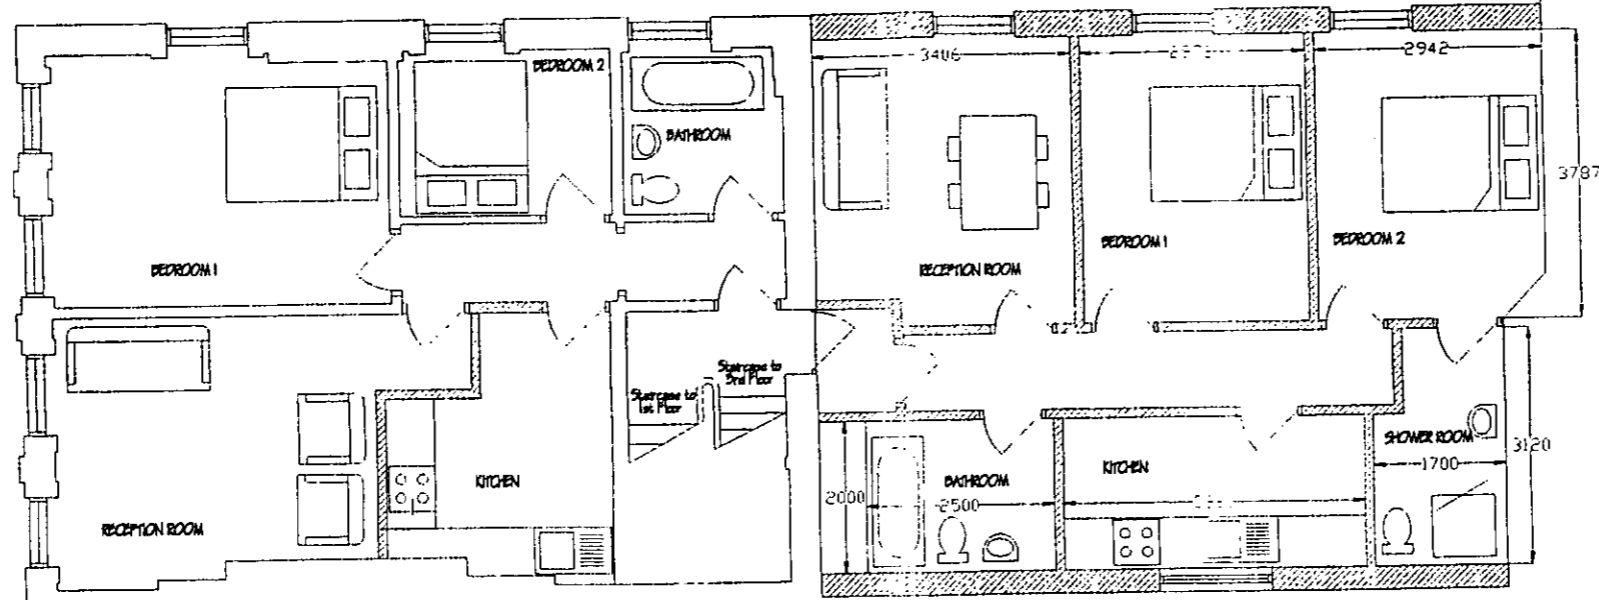 BEDROOM 2
3406
2942
BATHROOM
3787
BEDROOM 1
RECEPTION ROOM
BEDROOM 1
BEDROOM 2
Staircase to
3rd Floor
Staircase to
1st Floor
KITCHEN
RECEPTION ROOM
2000
BATHROOM
2500
KITCHEN
SHOWER ROOM
1700
3120